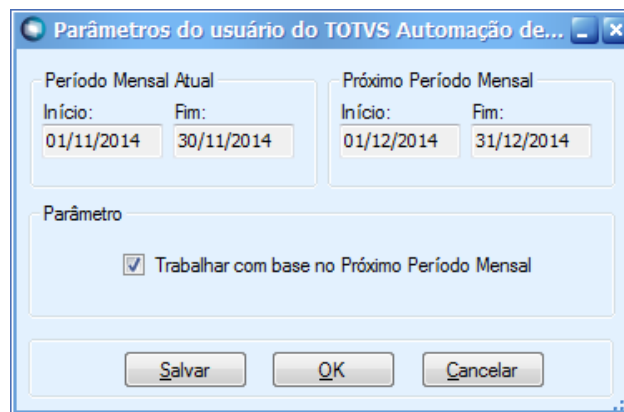 Parâmetros do usuário do TOTVS Automação de...
Período Mensal Atual
Próximo Período Mensal
Início: Fim:
Início: Fim:
01/11/2014 30/11/2014
01/12/2014 31/12/2014
Parâmetro
Trabalhar com base no Próximo Período Mensal
Salvar OK Cancelar